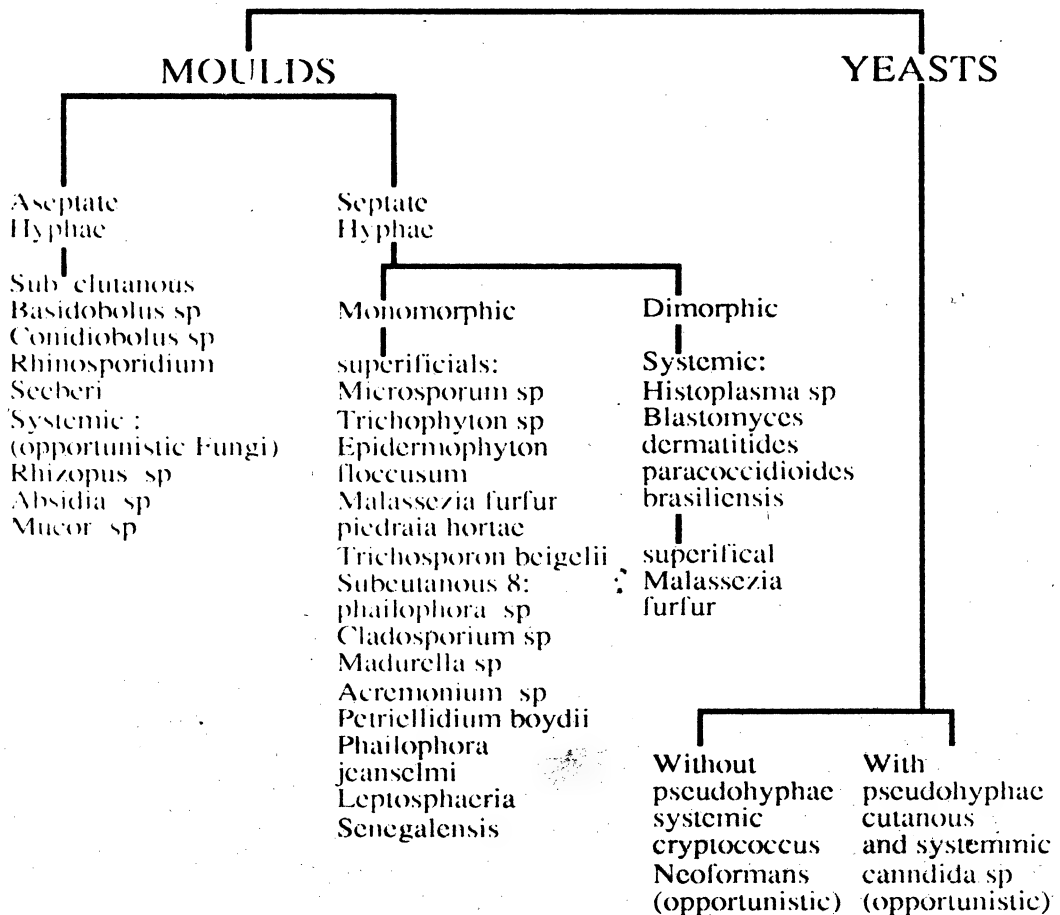 MOULDS
YEASTS
Aseptate
Hyphae
Sub clutanous
Basidobolus sp
Conidiobolus sp
Rhinosporidium
Seeberi
Systemic :
(opportunistic Fungi)
Rhizopus sp
Absidia sp
Mucor sp
Septate
Hyphae
Monomorphic
superificials:
Microsporum sp
Trichophyton sp
Epidermophyton
floccusum
Malassezia furfur
piedraia hortae
Trichosporon beigelii
Subcutanous 8:
phailophora sp
Cladosporium sp
Madurella sp
Acremonium sp
Petriellidium boydii
Phailophora
jeanselmi
Leptosphaeria
Senegalensis
Dimorphic
Systemic:
Histoplasma sp
Blastomyces
dermatitides
paracoccidioides
brasiliensis
superifical
Malassezia
furfur
Without
pseudohyphae
systemic
cryptococcus
Neoformans
(opportunistic)
With
pseudohyphae
cutanous
and systemmic
canndida sp
(opportunistic)